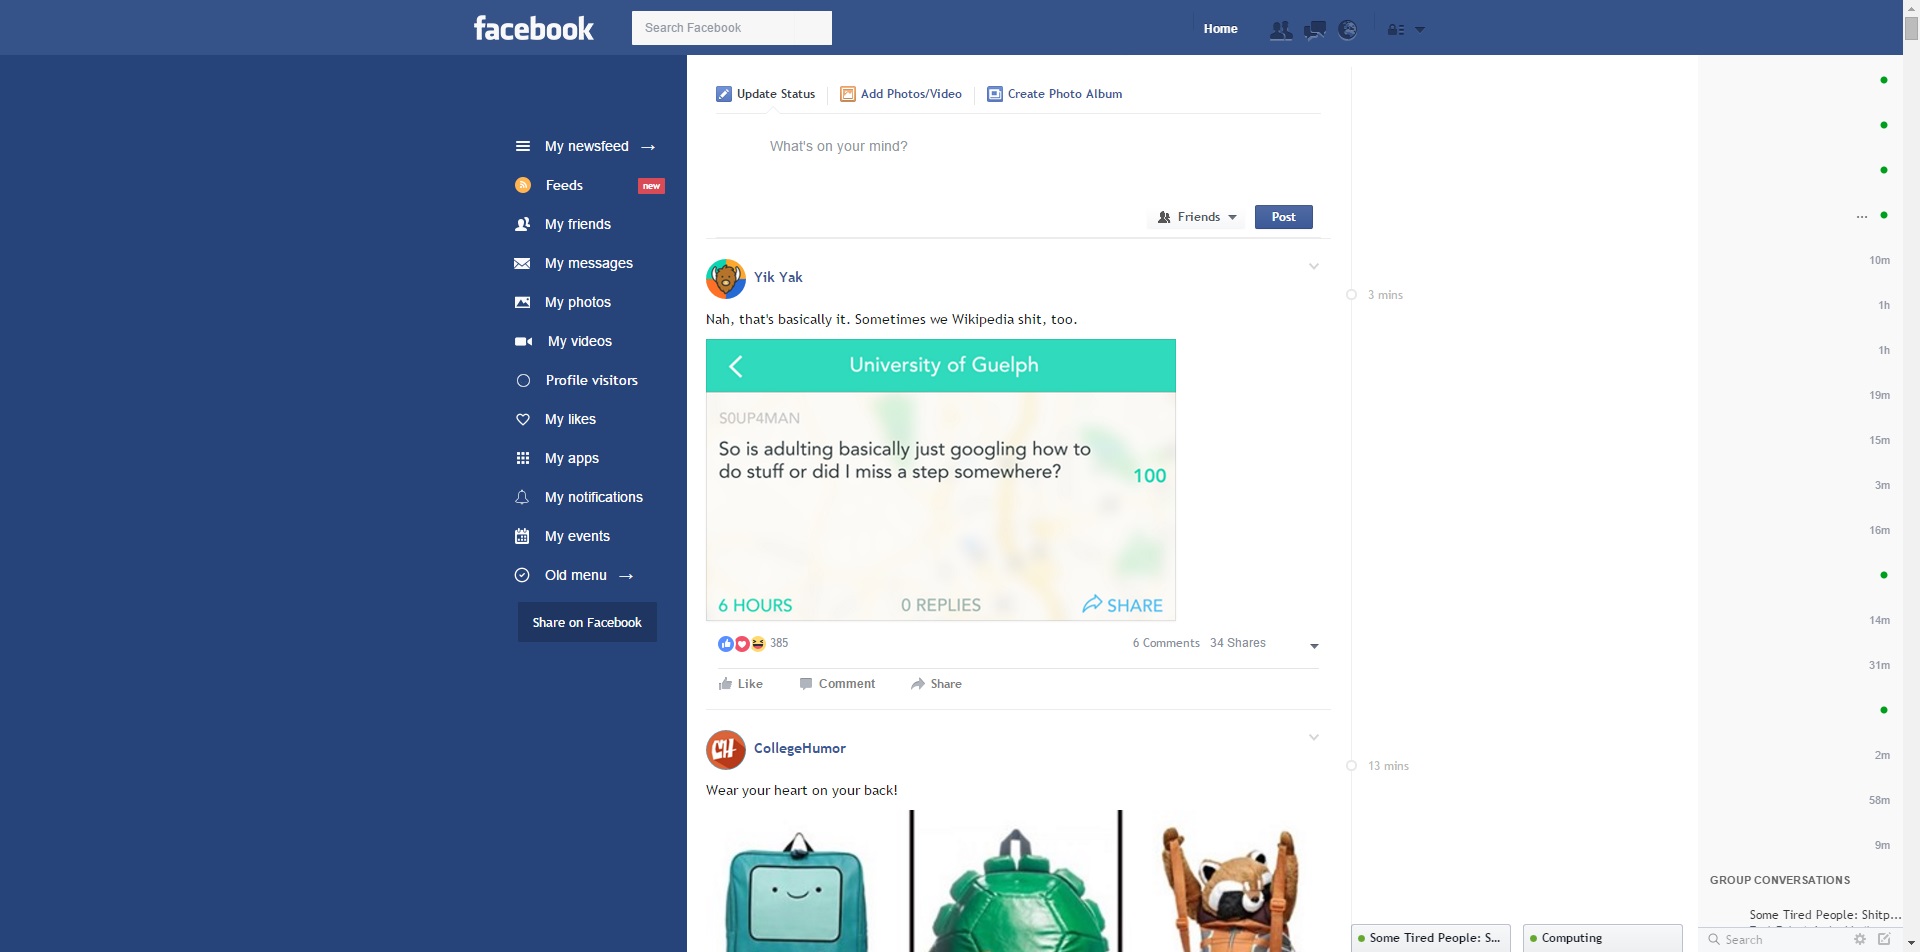 facebook
Search Facebook
Home
Update Status
Add Photos/Video
Create Photo Album
What's on your mind?
Friends
Post
My newsfeed →
Feeds
new
My friends
My messages
My photos
My videos
Profile visitors
My likes
My apps
My notifications
My events
Old menu →
Share on Facebook
Yik Yak
3 mins
Nah, that's basically it. Sometimes we Wikipedia shit, too.
University of Guelph
S0UP4MAN
So is adulting basically just googling how to
do stuff or did I miss a step somewhere?
100
6 HOURS
0 REPLIES
SHARE
385
6 Comments 34 Shares
Like
Comment
Share
CH
CollegeHumor
13 mins
Wear your heart on your back!
...
10m
1h
1h
19m
15m
3m
16m
14m
31m
2m
58m
9m
GROUP CONVERSATIONS
Some Tired People: Shitp...
Some Tired People: S...
Computing
Search